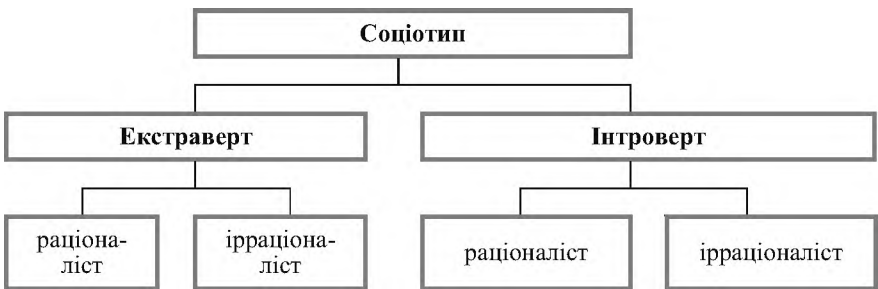 Соціотип
Екстраверт
Інтроверт
раціона-
ліст
ірраціона-
ліст
раціоналіст
ірраціоналіст